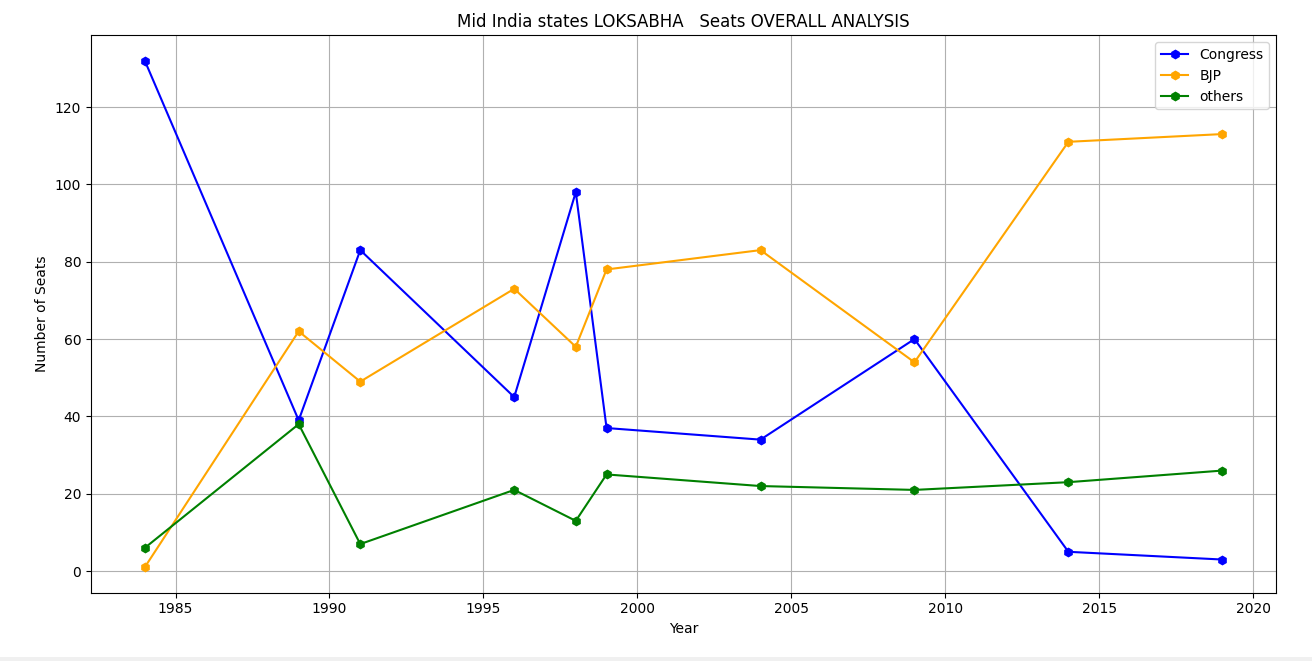 Mid India states LOKSABHA   Seats OVERALL ANALYSIS
Congress
BJP
others
Number of Seats
120
100
80
60
40
20
0
1985
1990
1995
2000
2005
2010
2015
2020
Year